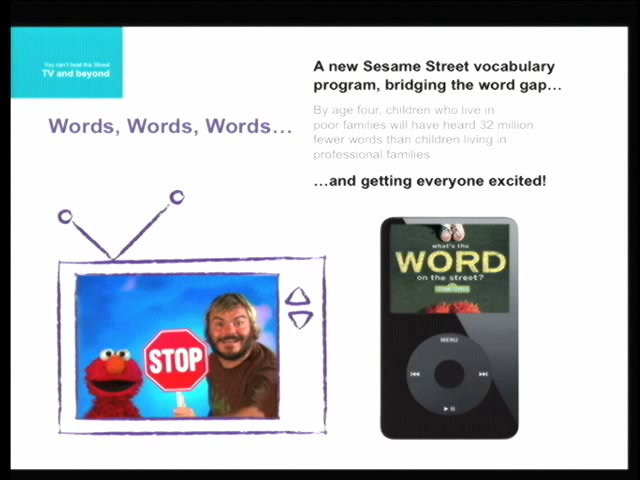 You can't beat the Street
TV and beyond
Words, Words, Words…
A new Sesame Street vocabulary
program, bridging the word gap…
By age four, children who live in
poor families will have heard 32 million
fewer words than children living in
professional families
…and getting everyone excited!
STOP
what's the
WORD
on the street?
SESAME STREET
MENU